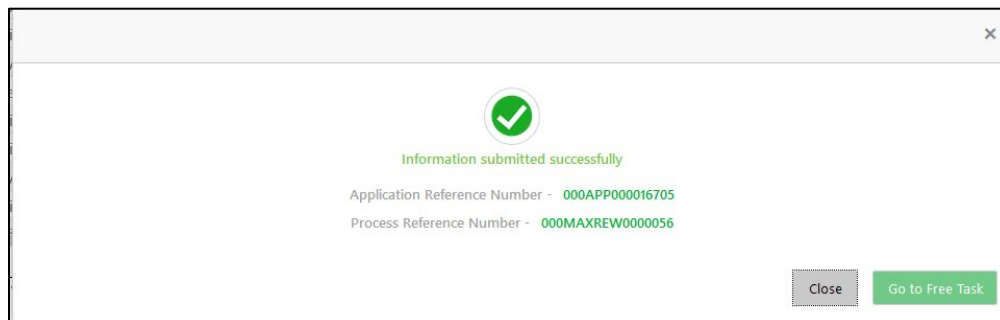 ×
Information submitted successfully
Application Reference Number - 000APP000016705
Process Reference Number - 000MAXREW0000056
Close
Go to Free Task